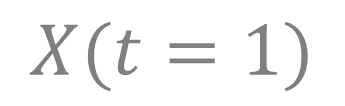 X(t = 1)